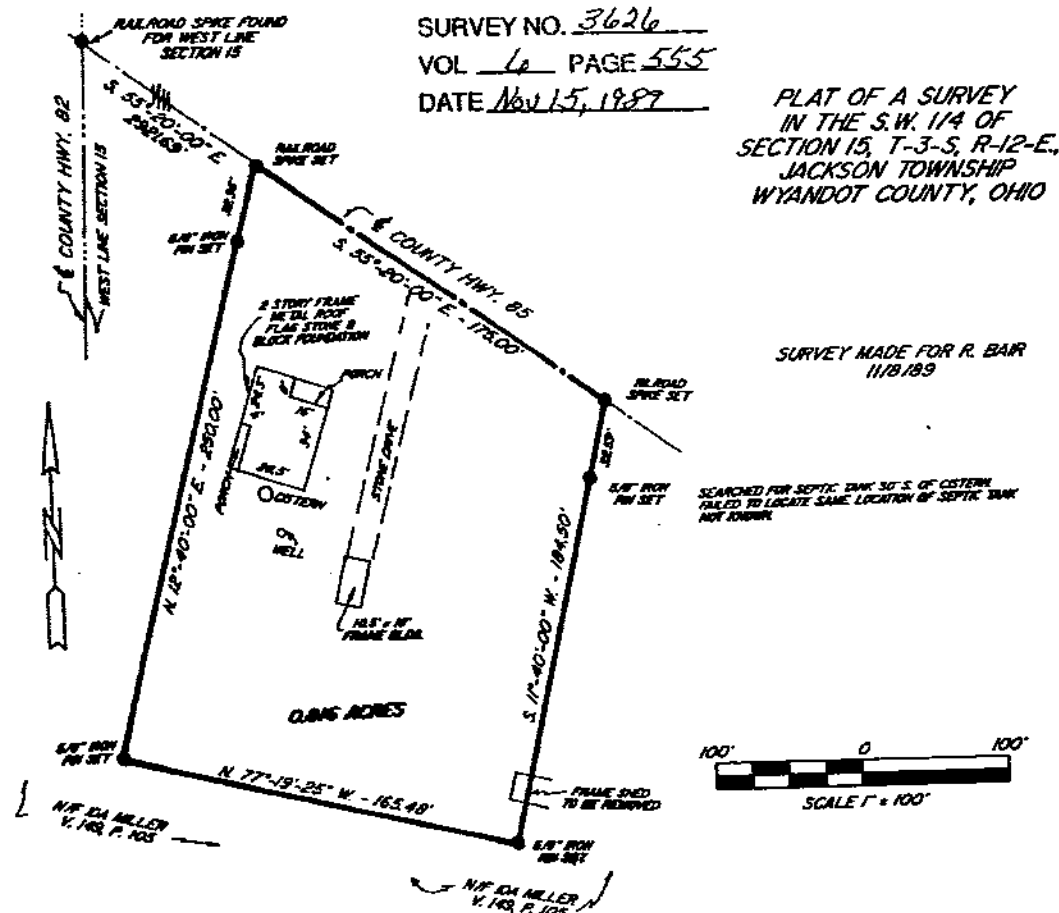 SURVEY NO. 3626
VOL 6 PAGE 555
DATE Nov 15, 1989
PLAT OF A SURVEY
IN THE S.W. 1/4 OF
SECTION 15, T-3-S, R-12-E.,
JACKSON TOWNSHIP
WYANDOT COUNTY, OHIO
RAILROAD SPIKE FOUND
FOR WEST LINE
SECTION 15
S. 55°-20'-00" E.
℄ COUNTY HWY. 82
WEST LINE SECTION 15
RAILROAD
SPIKE SET
5/8" IRON
PIN SET
℄ COUNTY HWY. 85
S. 55°-20'-00" E. - 175.00'
2 STORY FRAME
METAL ROOF
FLAG STONE &
BLOCK FOUNDATION
PORCH
34'
PORCH
CISTERN
WELL
STONE DRIVE
FRAME BLDG.
N. 12°-40'-00" E. - 250.00'
SURVEY MADE FOR R. BAIR
11/8/89
RAILROAD
SPIKE SET
5/8" IRON
PIN SET
SEARCHED FOR SEPTIC TANK 30' S. OF CISTERN.
FAILED TO LOCATE SAME. LOCATION OF SEPTIC TANK
NOT KNOWN.
S. 11°-40'-00" W. - 184.50'
ACRES
5/8" IRON
PIN SET
N. 77°-19'-25" W. - 165.48'
FRAME SHED
TO BE REMOVED
N/F IDA MILLER
V. 149, P. 105
5/8" IRON
PIN SET
N/F IDA MILLER
V. 149, P. 105
N
100' 0 100'
SCALE 1" = 100'